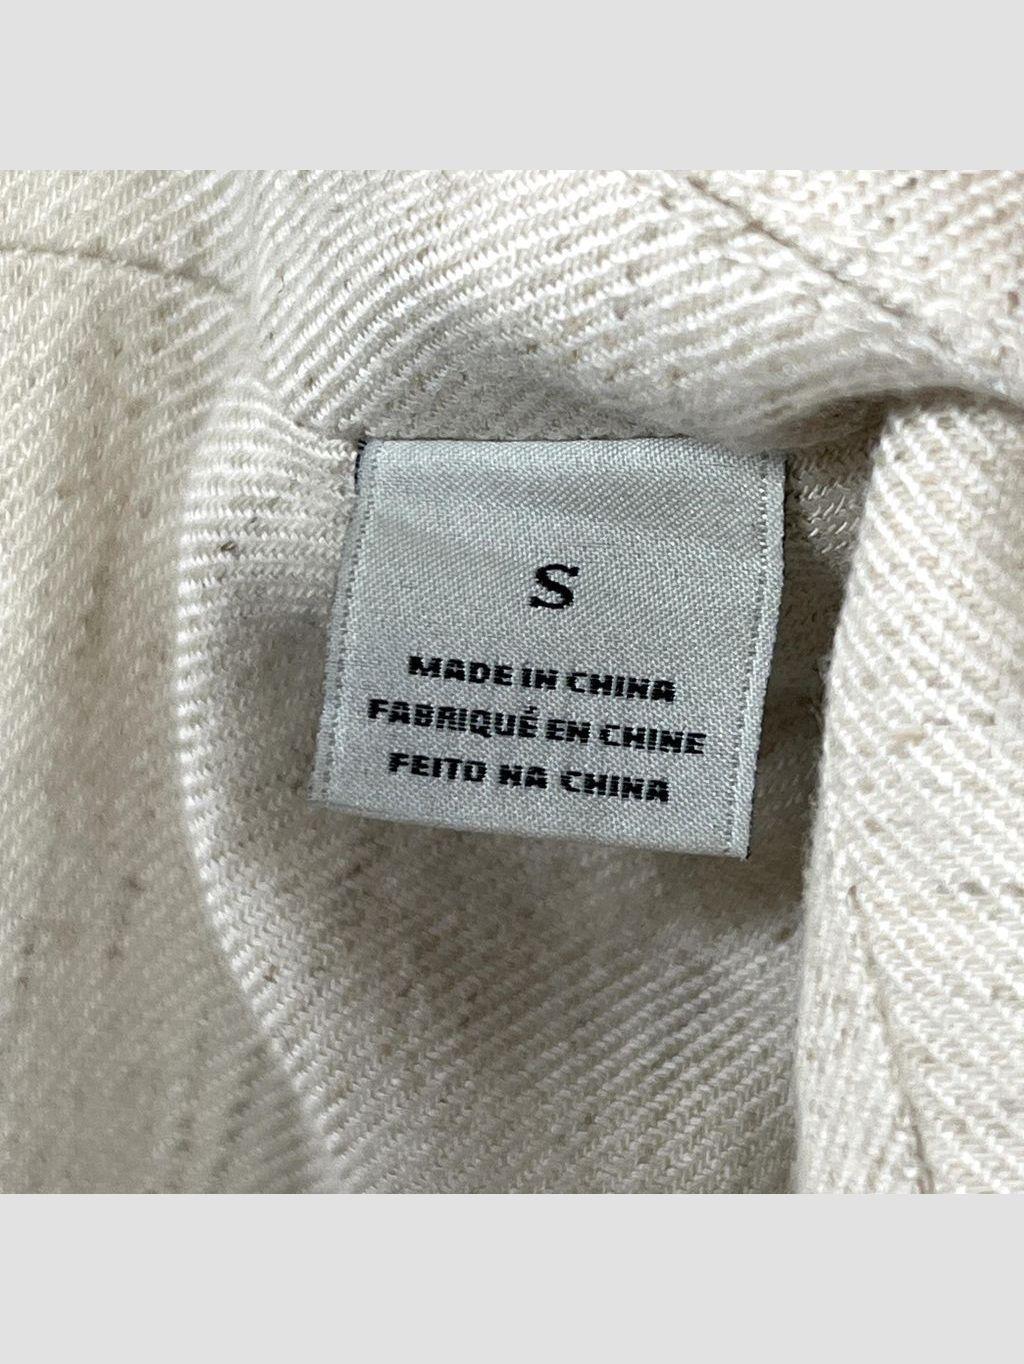 S
MADE IN CHINA
FABRIQUÉ EN CHINE
FEITO NA CHINA